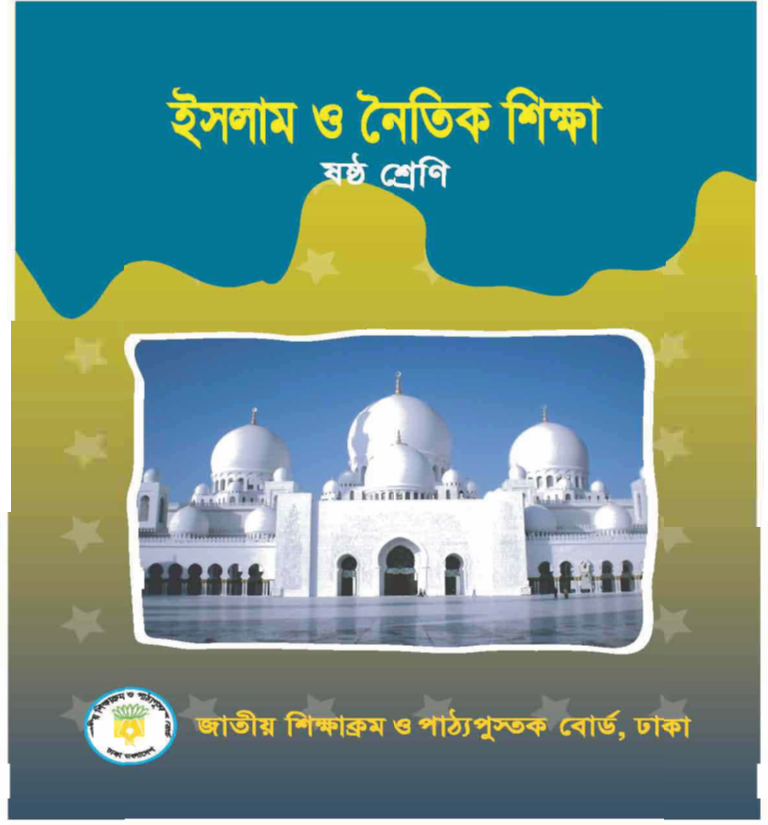 ইসলাম ও নৈতিক শিক্ষা
ষষ্ঠ শ্রেণি
জাতীয় শিক্ষাক্রম ও পাঠ্যপুস্তক বোর্ড, ঢাকা